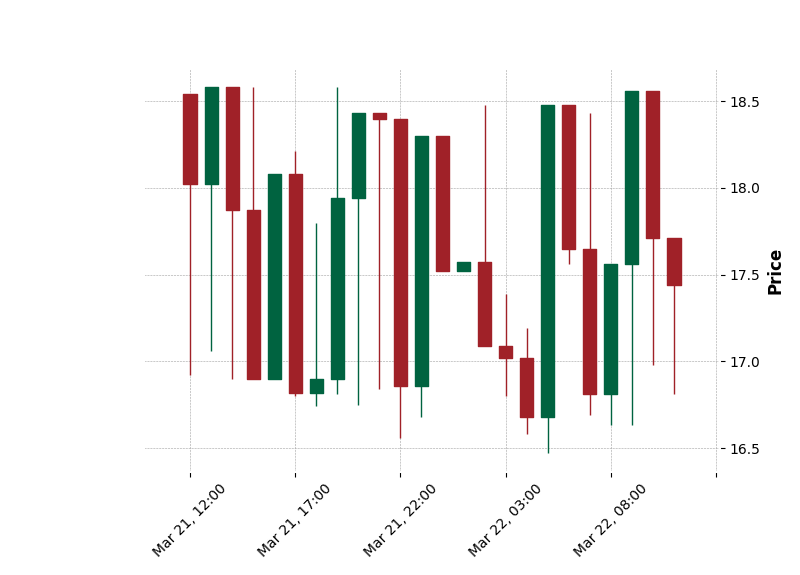 18.5
18.0
17.5
17.0
16.5
Price
Mar 21, 12:00
Mar 21, 17:00
Mar 21, 22:00
Mar 22, 03:00
Mar 22, 08:00